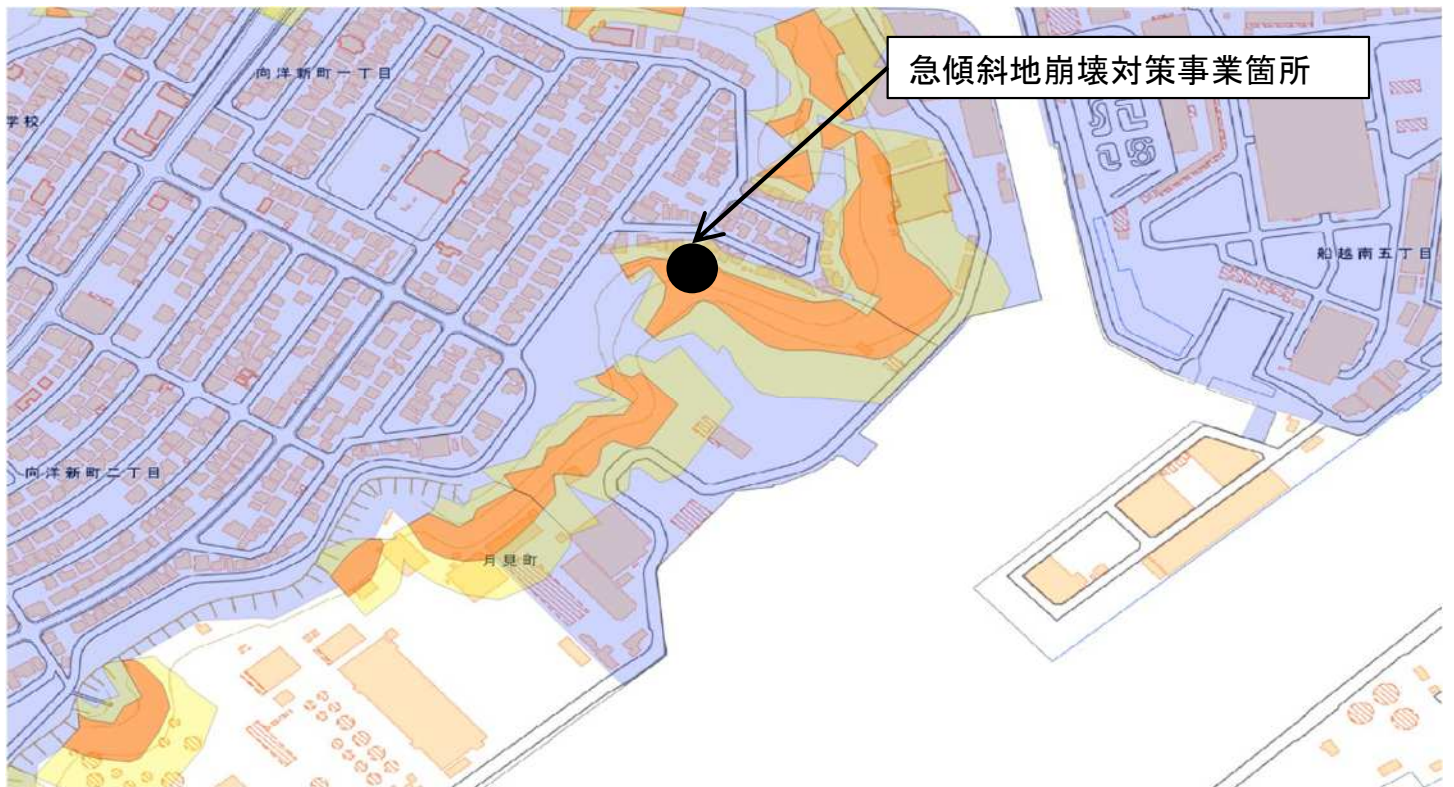 急傾斜地崩壊対策事業箇所
向洋新町一丁目
学校
船越南五丁目
向洋新町二丁目
月見町